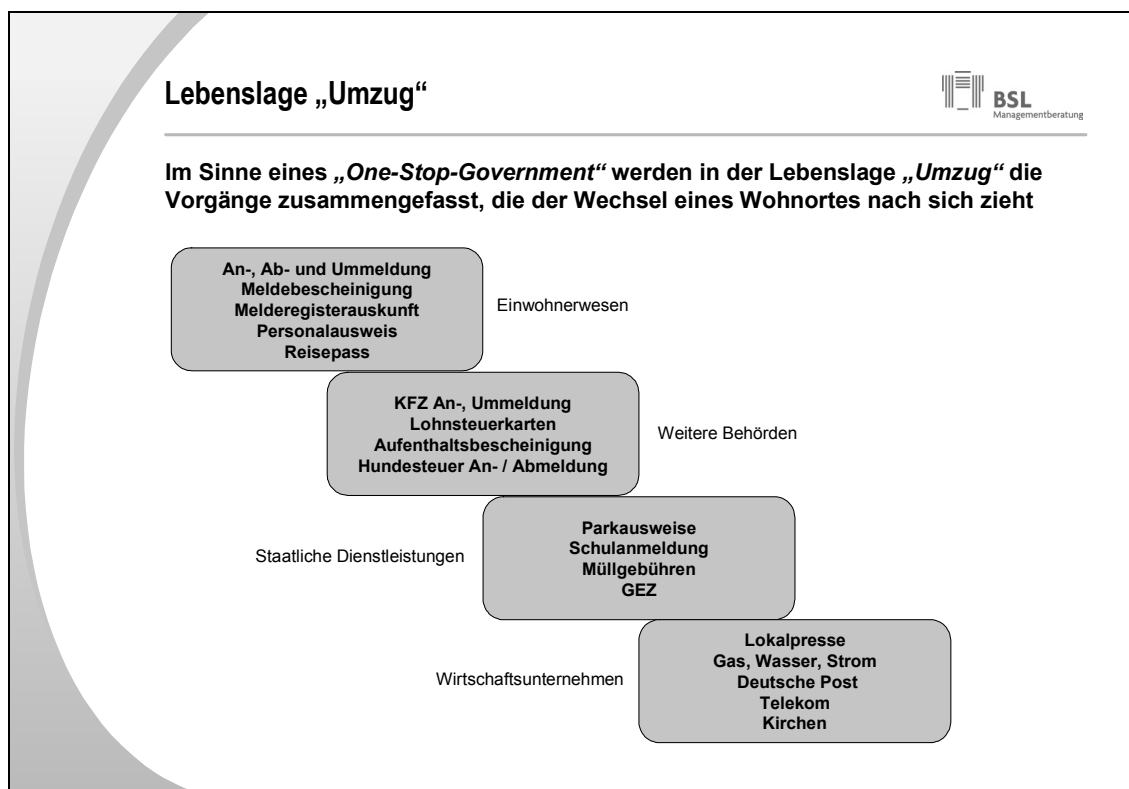 Lebenslage „Umzug“
BSL
Managementberatung
Im Sinne eines „One-Stop-Government“ werden in der Lebenslage „Umzug“ die
Vorgänge zusammengefasst, die der Wechsel eines Wohnortes nach sich zieht
An-, Ab- und Ummeldung
Meldebescheinigung
Melderegisterauskunft
Personalausweis
Reisepass
Einwohnerwesen
KFZ An-, Ummeldung
Lohnsteuerkarten
Aufenthaltsbescheinigung
Hundesteuer An- / Abmeldung
Weitere Behörden
Staatliche Dienstleistungen
Parkausweise
Schulanmeldung
Müllgebühren
GEZ
Wirtschaftsunternehmen
Lokalpresse
Gas, Wasser, Strom
Deutsche Post
Telekom
Kirchen